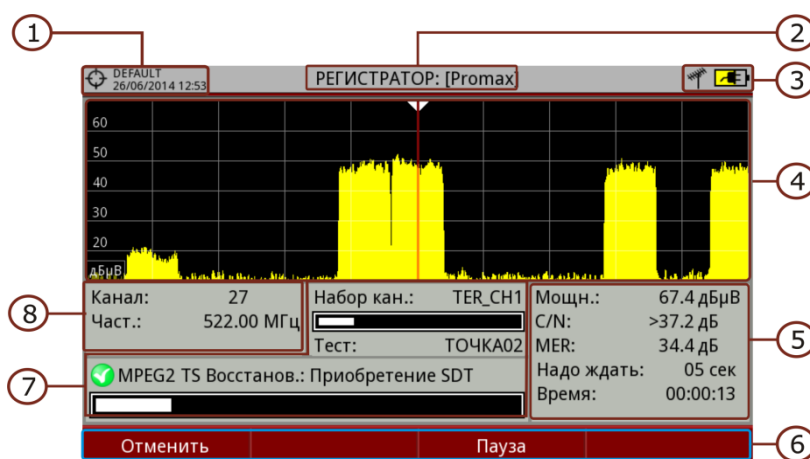 1
2
3
DEFAULT
26/06/2014 12:53
РЕГИСТРАТОР: [Promax]
60
50
40
30
20
дБµВ
4
Канал: 27
Част.: 522.00 МГц
Набор кан.: TER_CH1
Тест: ТОЧКА02
Мощн.: 67.4 дБµВ
C/N: >37.2 дБ
MER: 34.4 дБ
Надо ждать: 05 сек
Время: 00:00:13
8
5
7
MPEG2 TS Восстанов.: Приобретение SDT
Отменить
Пауза
6